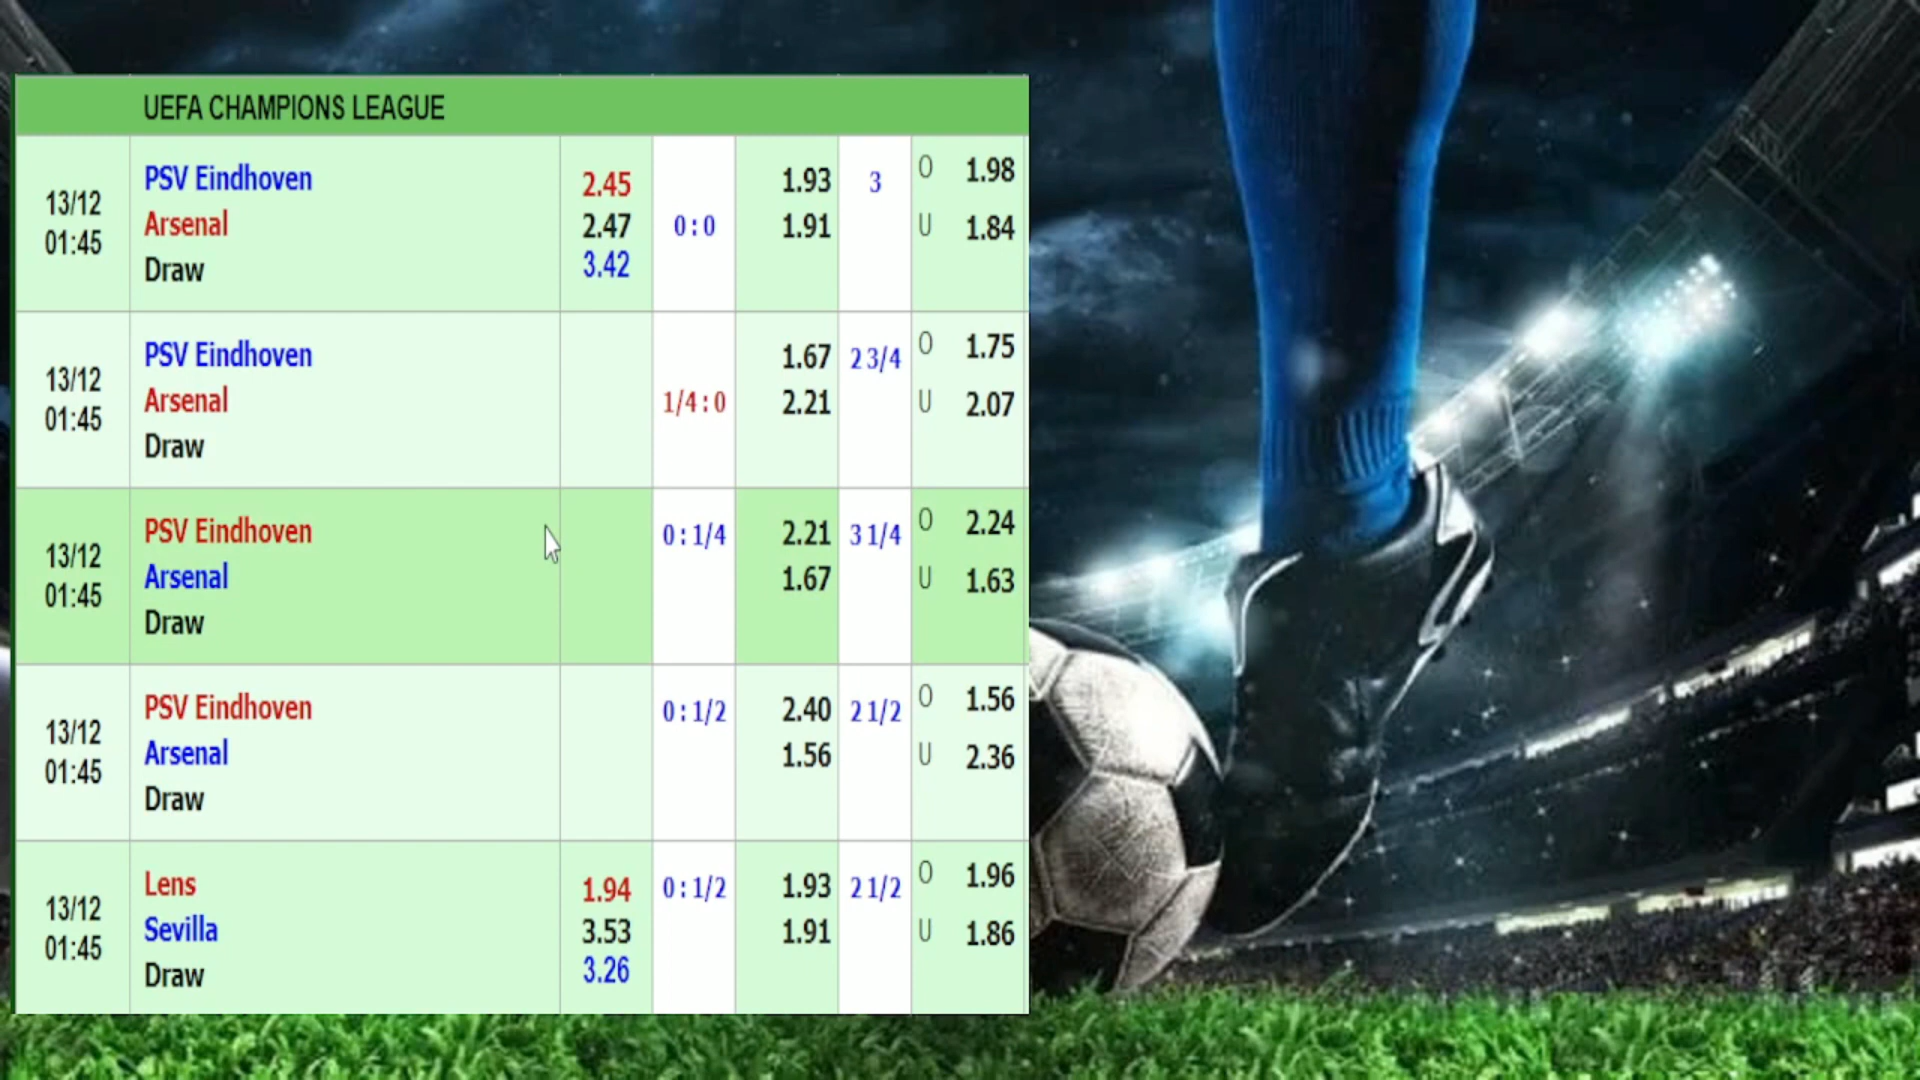 UEFA CHAMPIONS LEAGUE
13/12
01:45
PSV Eindhoven
Arsenal
Draw
2.45
2.47
3.42
0:0
1.93
1.91
3
O 1.98
U 1.84
13/12
01:45
PSV Eindhoven
Arsenal
Draw
1/4:0
1.67
2.21
2 3/4
O 1.75
U 2.07
13/12
01:45
PSV Eindhoven
Arsenal
Draw
0:1/4
2.21
1.67
3 1/4
O 2.24
U 1.63
13/12
01:45
PSV Eindhoven
Arsenal
Draw
0:1/2
2.40
1.56
2 1/2
O 1.56
U 2.36
13/12
01:45
Lens
Sevilla
Draw
1.94
3.53
3.26
0:1/2
1.93
1.91
2 1/2
O 1.96
U 1.86